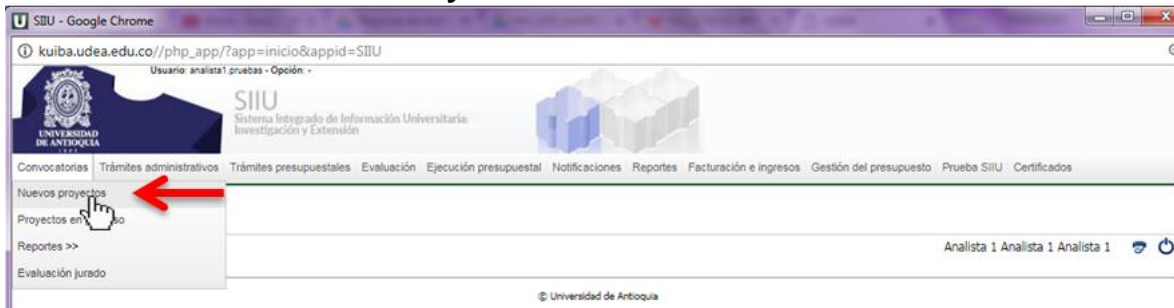 SIIU - Google Chrome
kuiba.udea.edu.co//php_app/?app=inicio&appid=SIIU
Usuario: analista1 pruebas - Opción: -
SIIU
Sistema Integrado de Información Universitaria:
Investigación y Extensión
UNIVERSIDAD
DE ANTIOQUIA
1803
Convocatorias Trámites administrativos Trámites presupuestales Evaluación Ejecución presupuestal Notificaciones Reportes Facturación e ingresos Gestión del presupuesto Prueba SIIU Certificados
Nuevos proyectos
Proyectos en
Reportes >>
Analista 1 Analista 1 Analista 1
Evaluación jurado
© Universidad de Antioquia